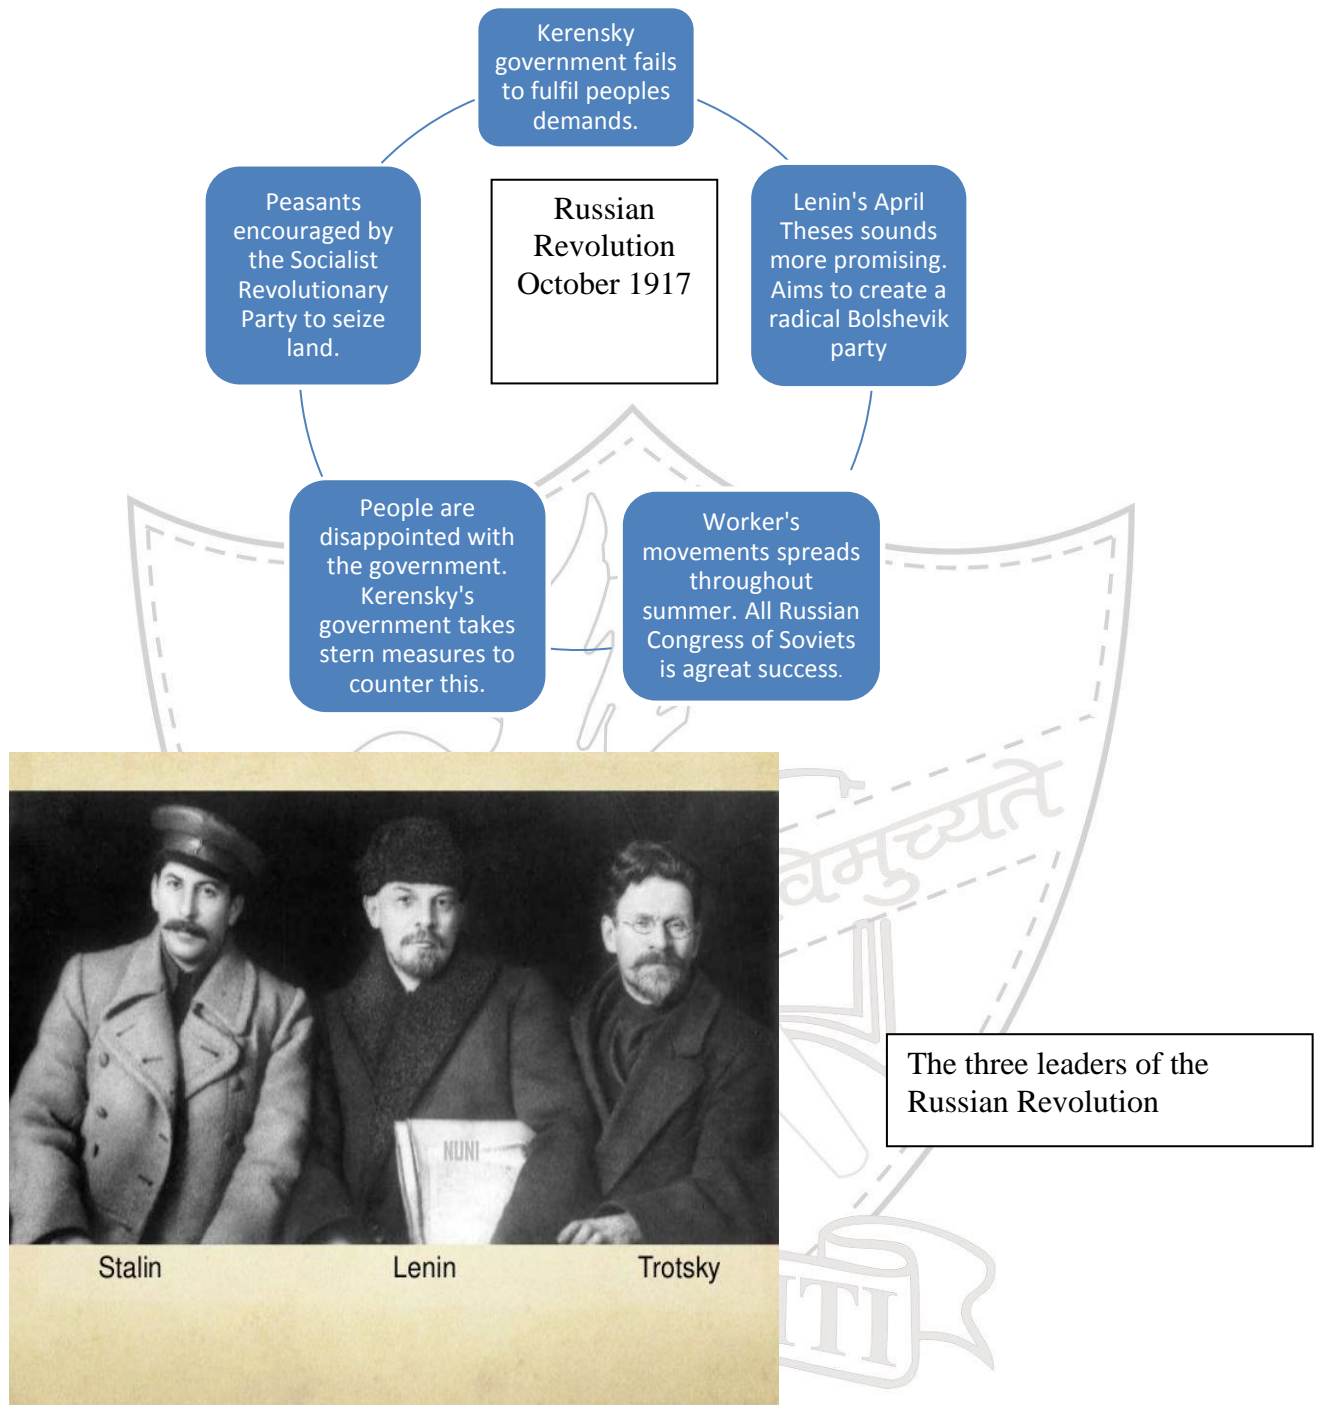 Kerensky
government fails
to fulfil peoples
demands.
Peasants
encouraged by
the Socialist
Revolutionary
Party to seize
land.
Russian
Revolution
October 1917
Lenin's April
Theses sounds
more promising.
Aims to create a
radical Bolshevik
party
People are
disappointed with
the government.
Kerensky's
government takes
stern measures to
counter this.
Worker's
movements spreads
throughout
summer. All Russian
Congress of Soviets
is agreat success.
विमुच्यते
The three leaders of the
Russian Revolution
NUNI
Stalin Lenin Trotsky
ITI